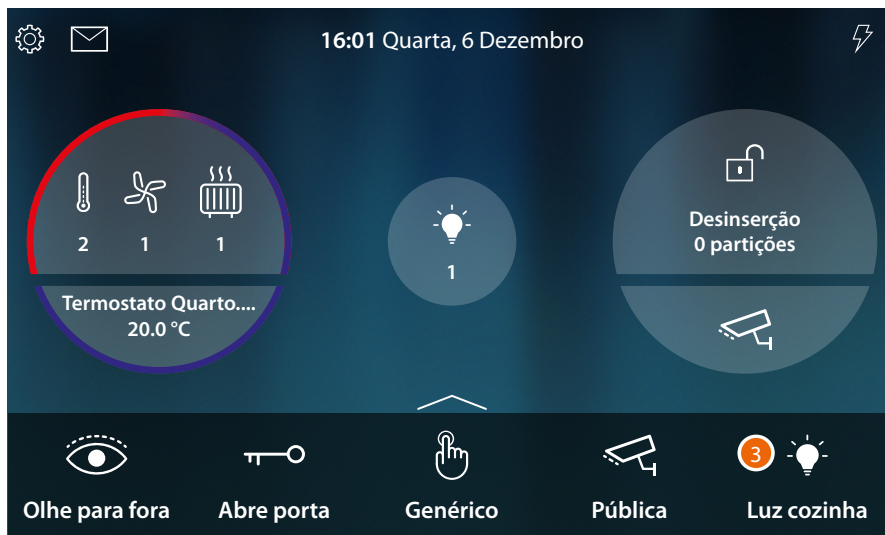 16:01 Quarta, 6 Dezembro
2 1 1
Termostato Quarto....
20.0 °C
1
Desinserção
0 partições
3
Olhe para fora Abre porta Genérico Pública Luz cozinha